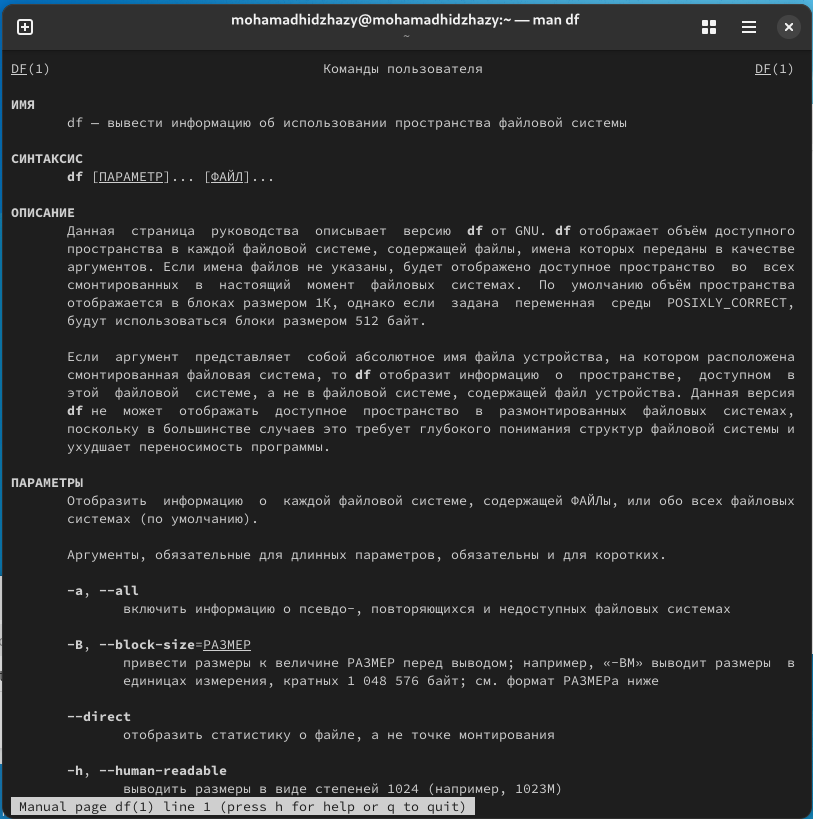 mohamadhidzhazy@mohamadhidzhazy:~ — man df
~
DF(1) Команды пользователя DF(1)
ИМЯ
df — вывести информацию об использовании пространства файловой системы
СИНТАКСИС
df [ПАРАМЕТР]... [ФАЙЛ]...
ОПИСАНИЕ
Данная страница руководства описывает версию df от GNU. df отображает объём доступного
пространства в каждой файловой системе, содержащей файлы, имена которых переданы в качестве
аргументов. Если имена файлов не указаны, будет отображено доступное пространство во всех
смонтированных в настоящий момент файловых системах. По умолчанию объём пространства
отображается в блоках размером 1K, однако если задана переменная среды POSIXLY_CORRECT,
будут использоваться блоки размером 512 байт.
Если аргумент представляет собой абсолютное имя файла устройства, на котором расположена
смонтированная файловая система, то df отобразит информацию о пространстве, доступном в
этой файловой системе, а не в файловой системе, содержащей файл устройства. Данная версия
df не может отображать доступное пространство в размонтированных файловых системах,
поскольку в большинстве случаев это требует глубокого понимания структур файловой системы и
ухудшает переносимость программы.
ПАРАМЕТРЫ
Отобразить информацию о каждой файловой системе, содержащей ФАЙЛы, или обо всех файловых
системах (по умолчанию).
Аргументы, обязательные для длинных параметров, обязательны и для коротких.
-a, --all
включить информацию о псевдо-, повторяющихся и недоступных файловых системах
-B, --block-size=РАЗМЕР
привести размеры к величине РАЗМЕР перед выводом; например, «-BM» выводит размеры в
единицах измерения, кратных 1 048 576 байт; см. формат РАЗМЕРа ниже
--direct
отобразить статистику о файле, а не точке монтирования
-h, --human-readable
выводить размеры в виде степеней 1024 (например, 1023M)
Manual page df(1) line 1 (press h for help or q to quit)